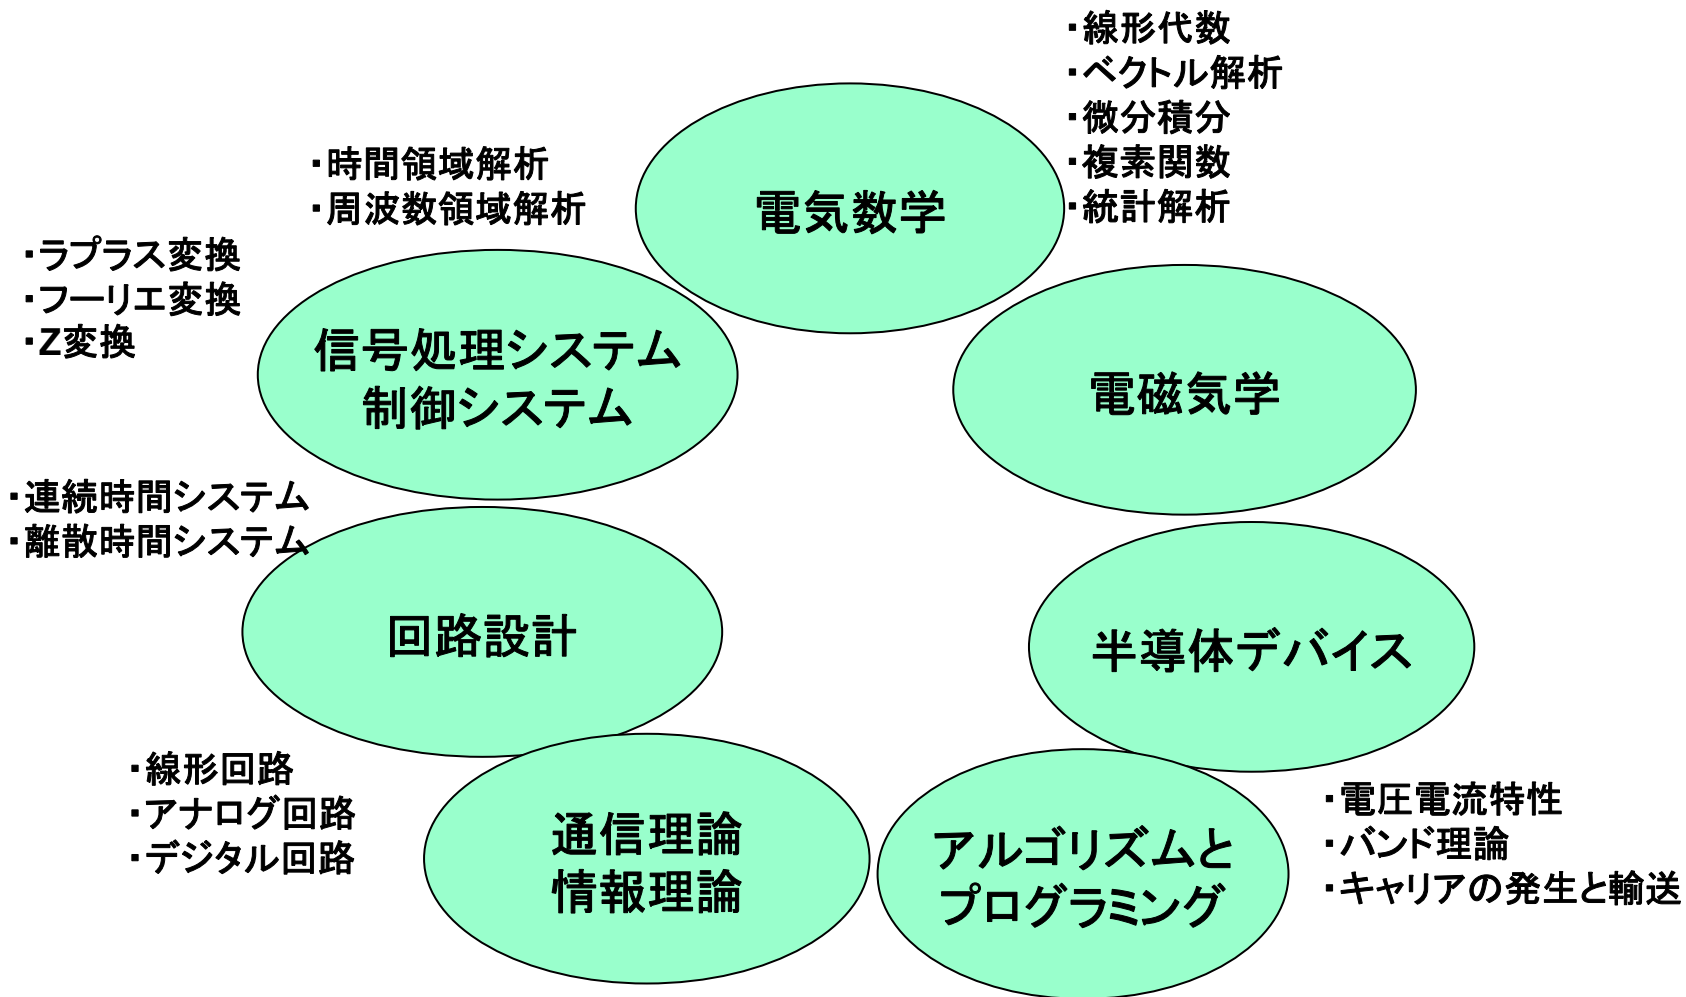 ・線形代数
・ベクトル解析
・微分積分
・複素関数
・統計解析
電気数学
・時間領域解析
・周波数領域解析
・ラプラス変換
・フーリエ変換
・Z変換
信号処理システム
制御システム
電磁気学
・連続時間システム
・離散時間システム
回路設計
半導体デバイス
・線形回路
・アナログ回路
・デジタル回路
通信理論
情報理論
アルゴリズムと
プログラミング
・電圧電流特性
・バンド理論
・キャリアの発生と輸送